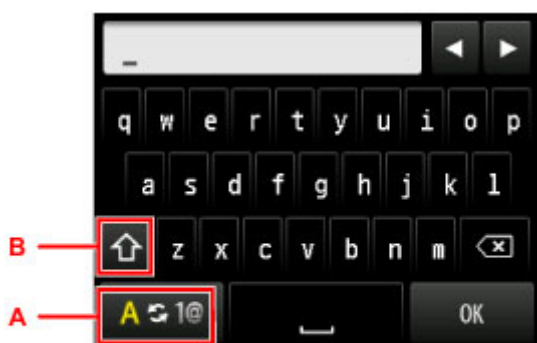 _
q w e r t y u i o p
a s d f g h j k l
B z x c v b n m
A A 1@ OK